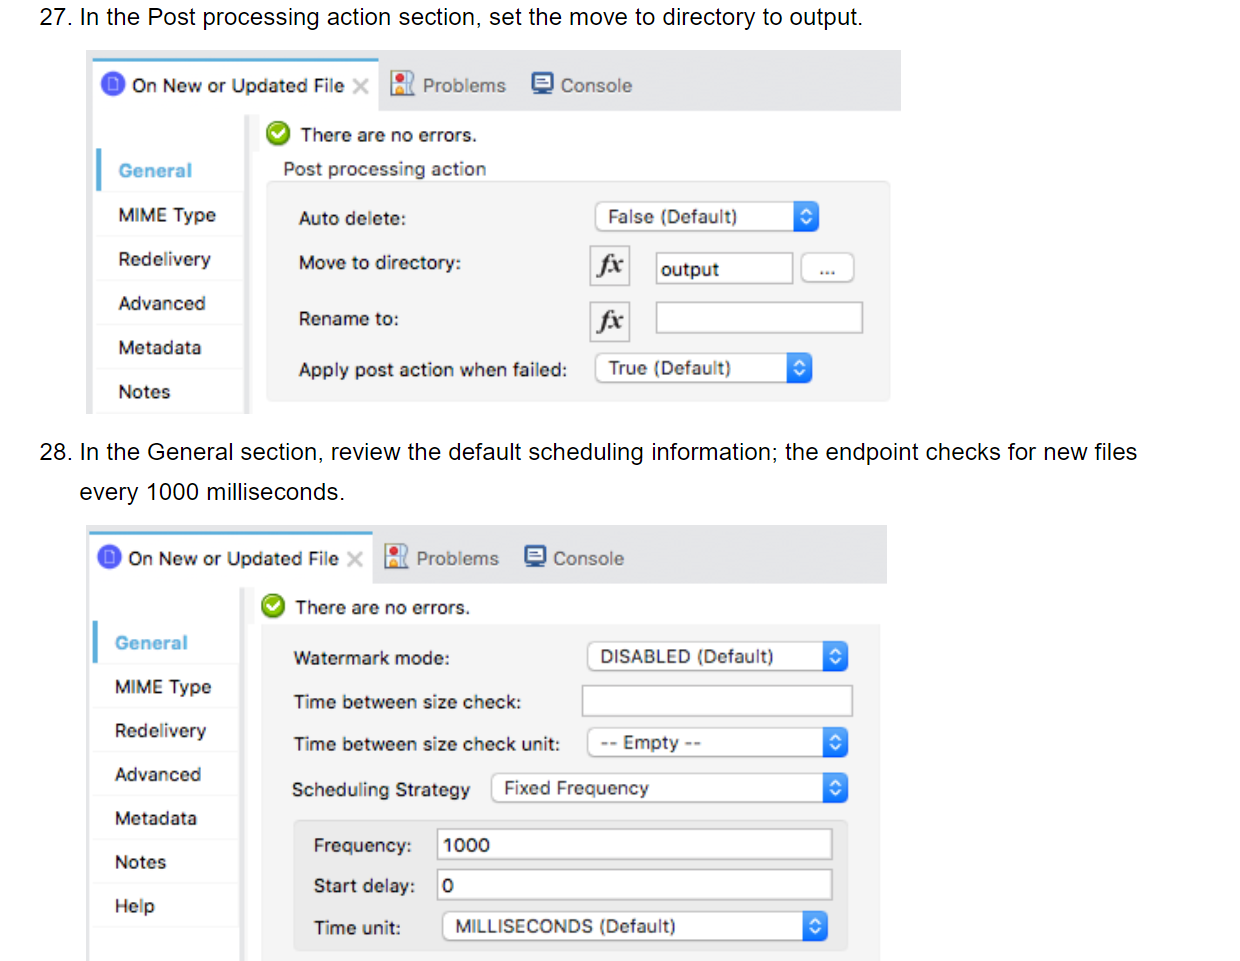 27. In the Post processing action section, set the move to directory to output.
On New or Updated File Problems Console
There are no errors.
Post processing action
General
MIME Type
Redelivery
Advanced
Metadata
Notes
Auto delete: False (Default)
Move to directory: fx output ...
Rename to: fx
Apply post action when failed: True (Default)
28. In the General section, review the default scheduling information; the endpoint checks for new files
every 1000 milliseconds.
On New or Updated File Problems Console
There are no errors.
General
MIME Type
Redelivery
Advanced
Metadata
Notes
Help
Watermark mode: DISABLED (Default)
Time between size check:
Time between size check unit: -- Empty --
Scheduling Strategy Fixed Frequency
Frequency: 1000
Start delay: 0
Time unit: MILLISECONDS (Default)